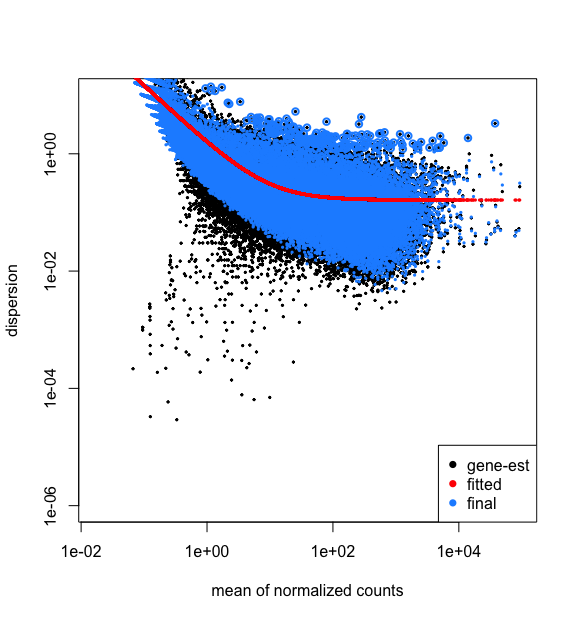 dispersion
1e+00
1e-02
1e-04
1e-06
gene-est
fitted
final
1e-02
1e+00
1e+02
1e+04
mean of normalized counts